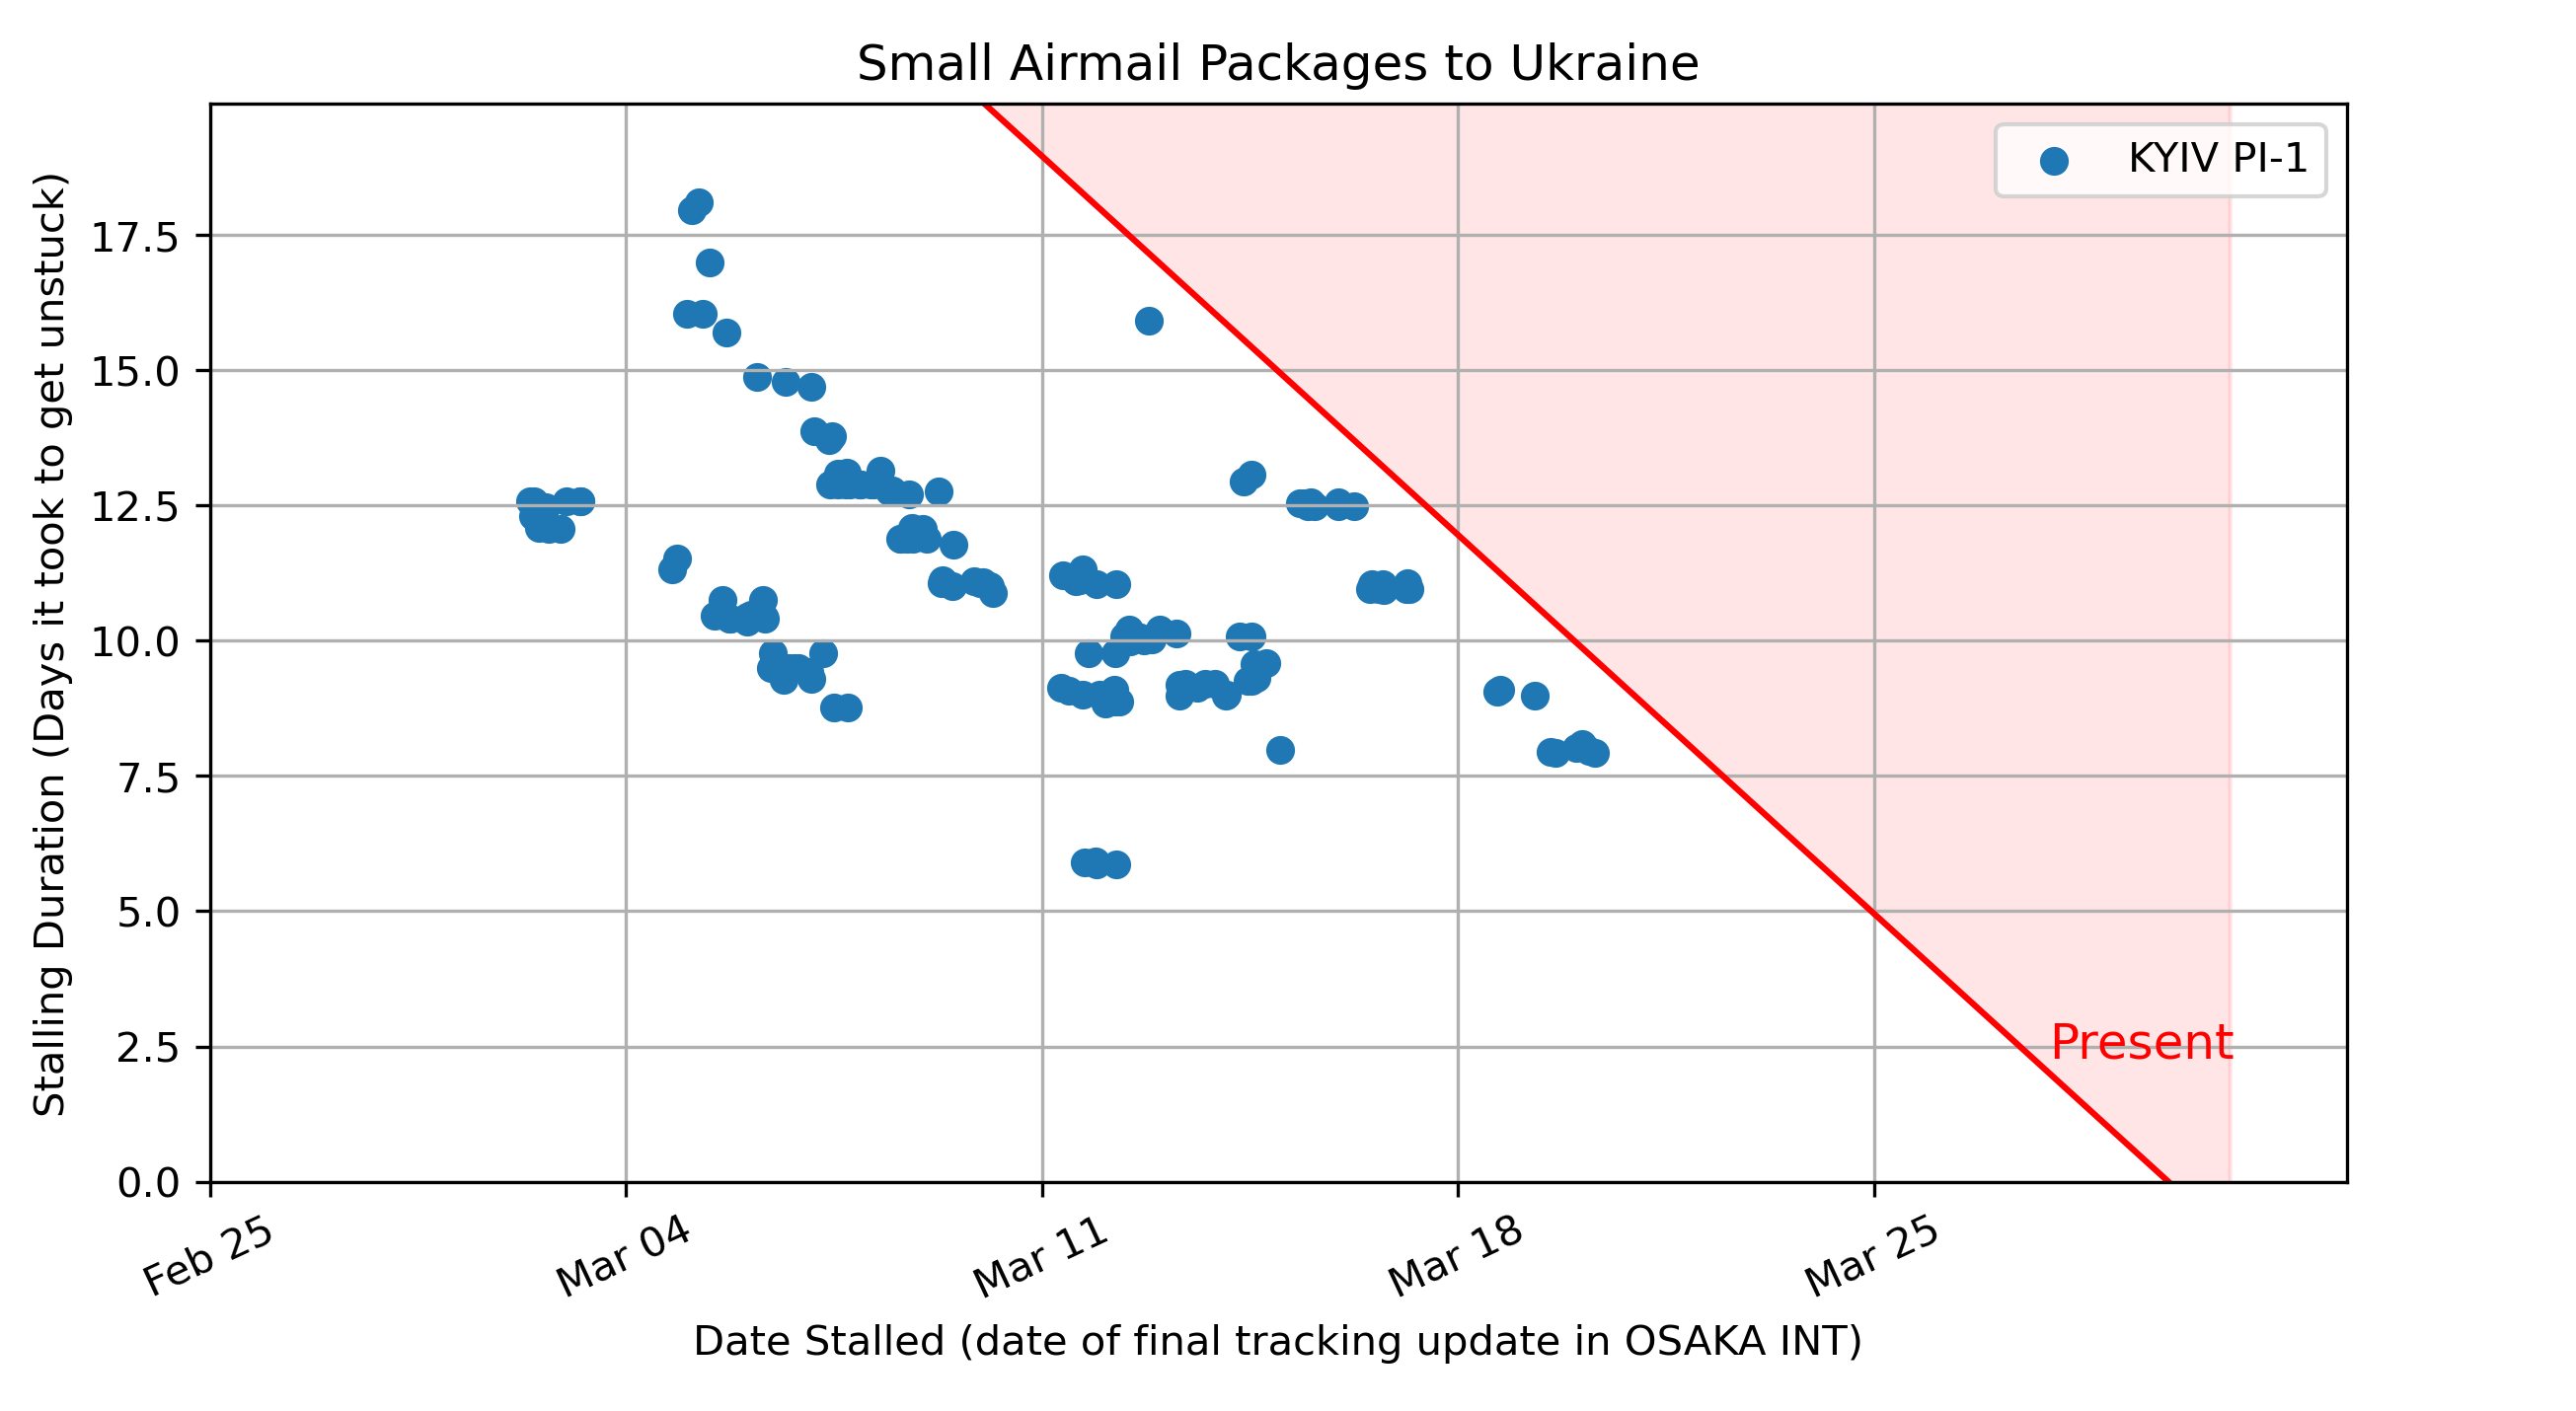 Small Airmail Packages to Ukraine
KYIV PI-1
Stalling Duration (Days it took to get unstuck)
17.5
15.0
12.5
10.0
7.5
5.0
2.5
0.0
Present
Feb 25
Mar 04
Mar 11
Mar 18
Mar 25
Date Stalled (date of final tracking update in OSAKA INT)